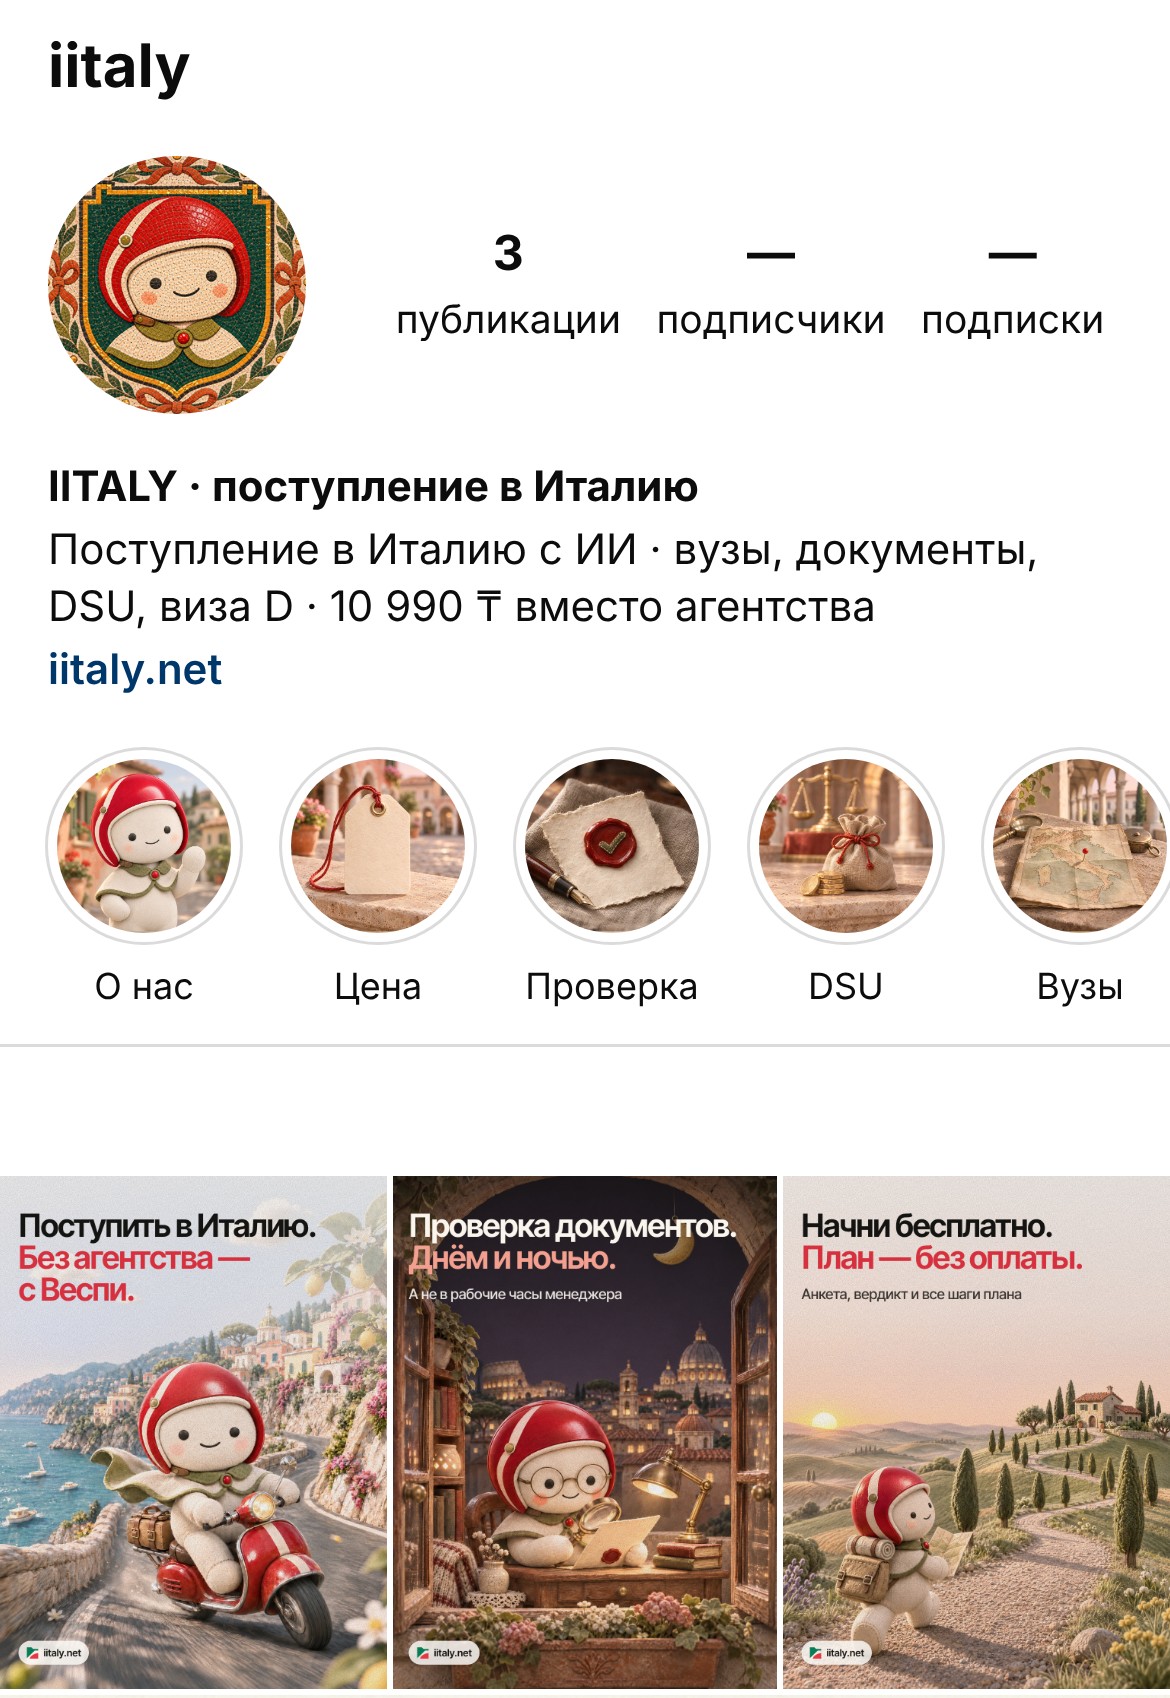 iitaly
3
—
—
публикации
подписчики
подписки
IITALY · поступление в Италию
Поступление в Италию с ИИ · вузы, документы,
DSU, виза D · 10 990 ₸ вместо агентства
iitaly.net
О нас
Цена
Проверка
DSU
Вузы
Поступить в Италию.
Без агентства —
с Веспи.
iitaly.net
Проверка документов.
Днём и ночью.
А не в рабочие часы менеджера
iitaly.net
Начни бесплатно.
План — без оплаты.
Анкета, вердикт и все шаги плана
iitaly.net